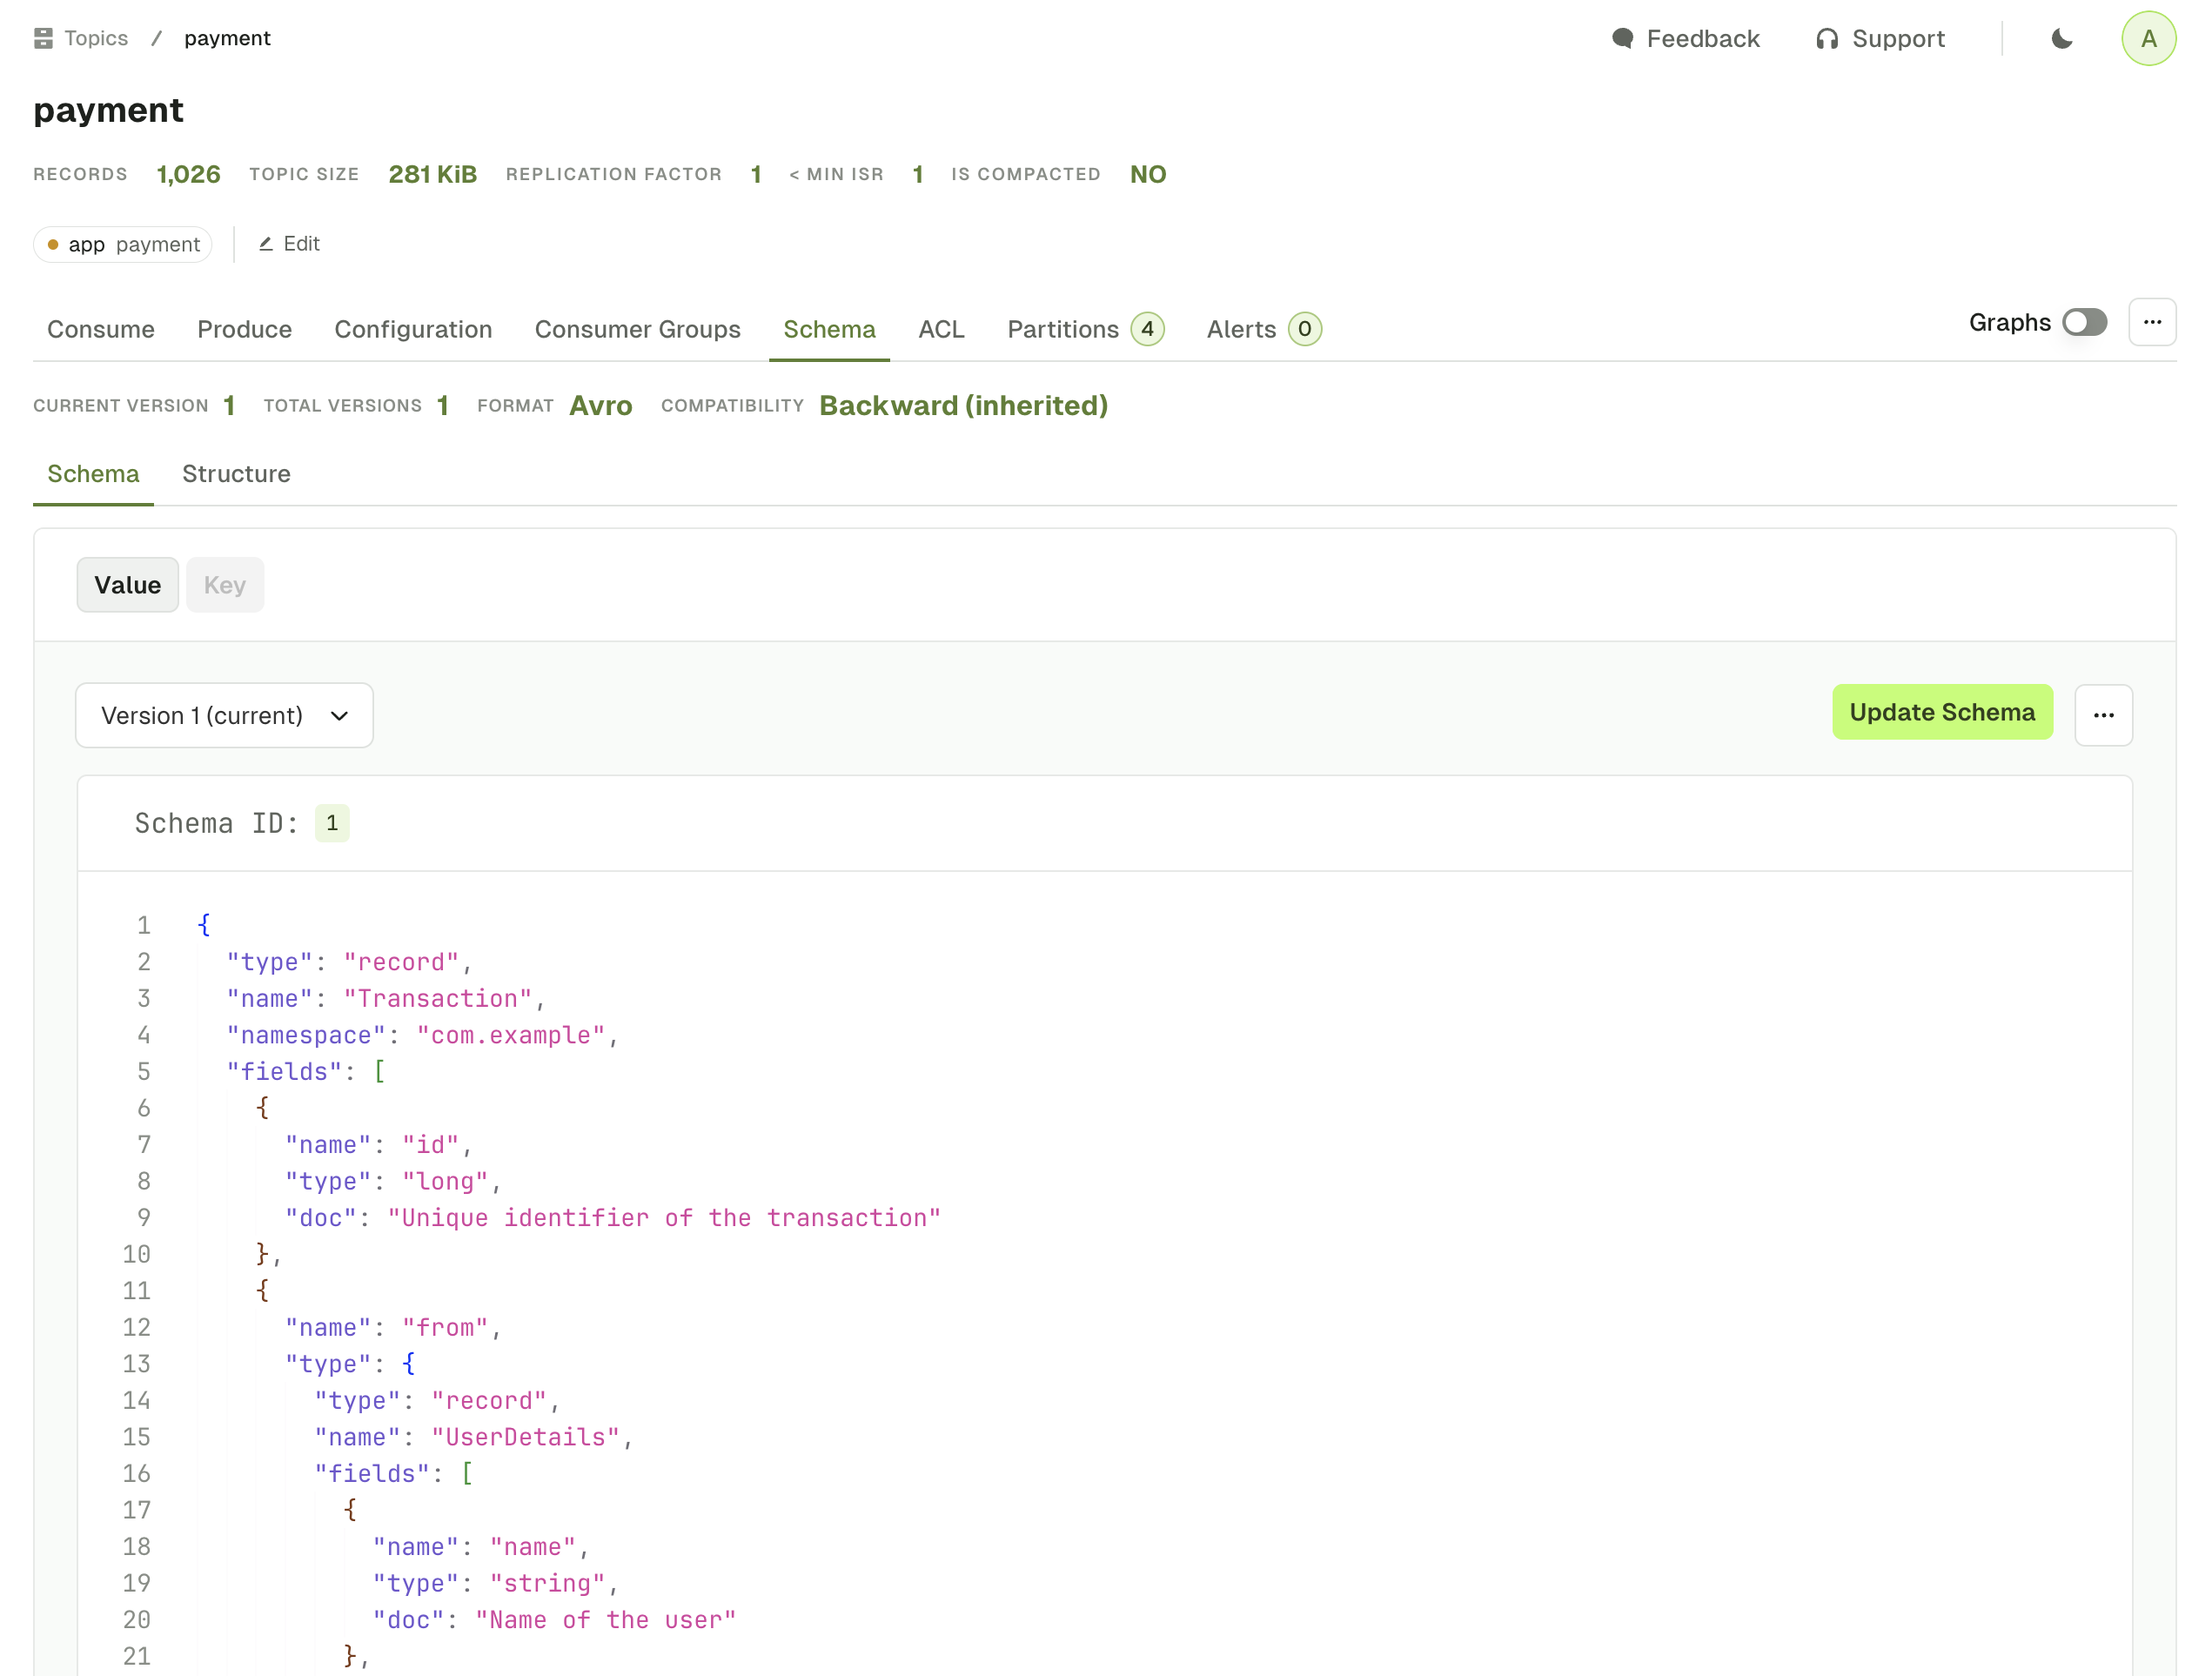 Topics / payment
Feedback
Support
A
payment
RECORDS 1,026 TOPIC SIZE 281 KiB REPLICATION FACTOR 1 < MIN ISR 1 IS COMPACTED NO
app payment
Edit
Consume Produce Configuration Consumer Groups Schema ACL Partitions 4 Alerts 0
Graphs
CURRENT VERSION 1 TOTAL VERSIONS 1 FORMAT Avro COMPATIBILITY Backward (inherited)
Schema Structure
Value Key
Version 1 (current)
Update Schema
Schema ID: 1
1 {
2   "type": "record",
3   "name": "Transaction",
4   "namespace": "com.example",
5   "fields": [
6     {
7       "name": "id",
8       "type": "long",
9       "doc": "Unique identifier of the transaction"
10     },
11     {
12       "name": "from",
13       "type": {
14         "type": "record",
15         "name": "UserDetails",
16         "fields": [
17           {
18             "name": "name",
19             "type": "string",
20             "doc": "Name of the user"
21           },